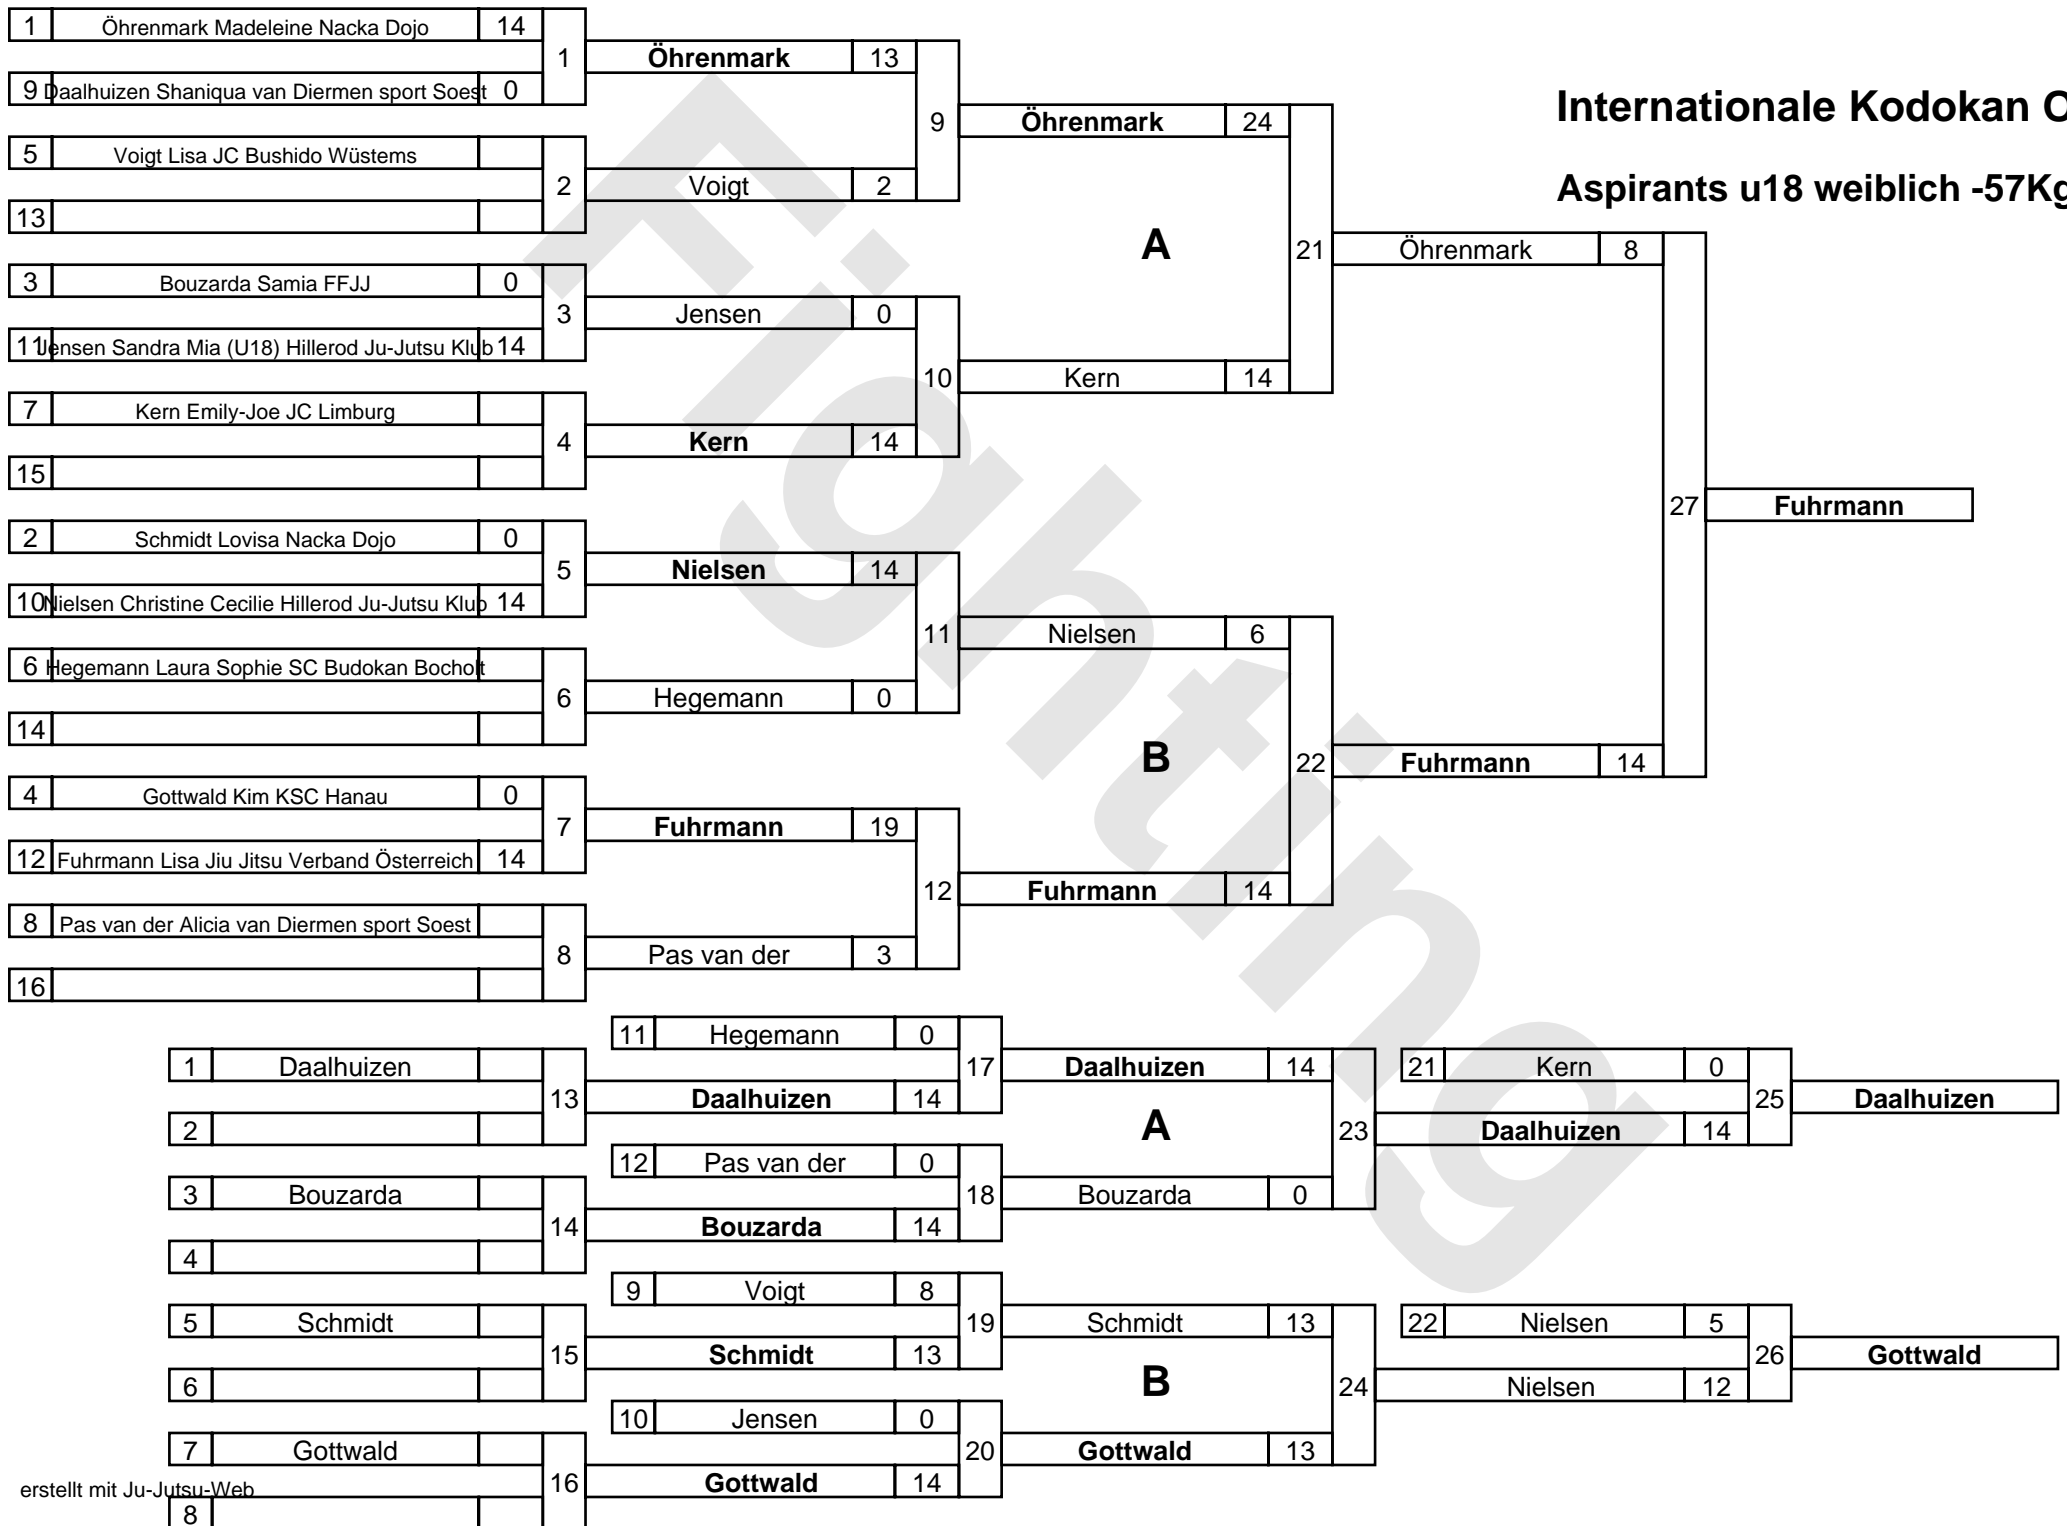 Internationale Kodokan O
Aspirants u18 weiblich -57Kg
1 Öhrenmark Madeleine Nacka Dojo 14
9 Daalhuizen Shaniqua van Diermen sport Soest 0
1
5 Voigt Lisa JC Bushido Wüstems
13
2
3 Bouzarda Samia FFJJ 0
11 Jensen Sandra Mia (U18) Hillerod Ju-Jutsu Klub 14
3
7 Kern Emily-Joe JC Limburg
15
4
2 Schmidt Lovisa Nacka Dojo 0
10 Nielsen Christine Cecilie Hillerod Ju-Jutsu Klub 14
5
6 Hegemann Laura Sophie SC Budokan Bocholt
14
6
4 Gottwald Kim KSC Hanau 0
12 Fuhrmann Lisa Jiu Jitsu Verband Österreich 14
7
8 Pas van der Alicia van Diermen sport Soest
16
8
Öhrenmark 13
Voigt 2
9
Jensen 0
Kern 14
10
Nielsen 14
Hegemann 0
11
Fuhrmann 19
Pas van der 3
12
Öhrenmark 24
A
Kern 14
21
Nielsen 6
B
Fuhrmann 14
22
Öhrenmark 8
Fuhrmann 14
27
Fuhrmann
Fighting
1 Daalhuizen
2
13
3 Bouzarda
4
14
5 Schmidt
6
15
7 Gottwald
8
16
11 Hegemann 0
Daalhuizen 14
17
12 Pas van der 0
Bouzarda 14
18
9 Voigt 8
Schmidt 13
19
10 Jensen 0
Gottwald 14
20
Daalhuizen 14
A
Bouzarda 0
23
Schmidt 13
B
Gottwald 13
24
21 Kern 0
Daalhuizen 14
25
Daalhuizen
22 Nielsen 5
Nielsen 12
26
Gottwald
erstellt mit Ju-Jutsu-Web